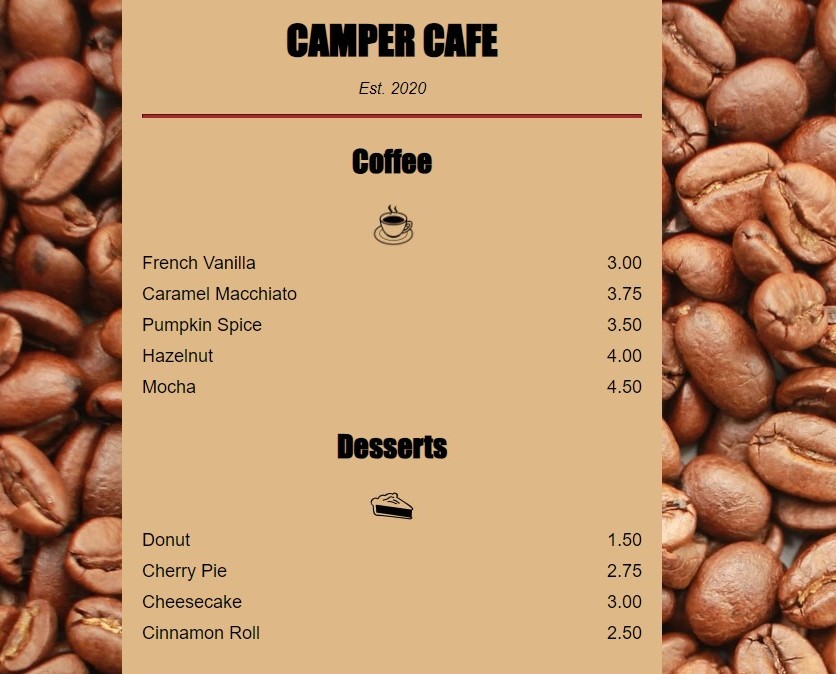 CAMPER CAFE
Est. 2020
Coffee
French Vanilla 3.00
Caramel Macchiato 3.75
Pumpkin Spice 3.50
Hazelnut 4.00
Mocha 4.50
Desserts
Donut 1.50
Cherry Pie 2.75
Cheesecake 3.00
Cinnamon Roll 2.50